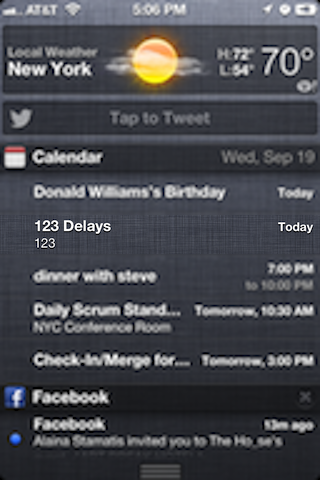 AT&T 5:06 PM
Local Weather
New York
H:72°
L:54°
70°
Tap to Tweet
Calendar Wed, Sep 19
Donald Williams's Birthday Today
123 Delays Today
123
dinner with steve 7:00 PM
to 10:00 PM
Daily Scrum Stand... Tomorrow, 10:30 AM
NYC Conference Room
Check-In/Merge for... Tomorrow, 3:00 PM
Facebook
Facebook 13m ago
Alaina Stamatis invited you to The Ho_se's